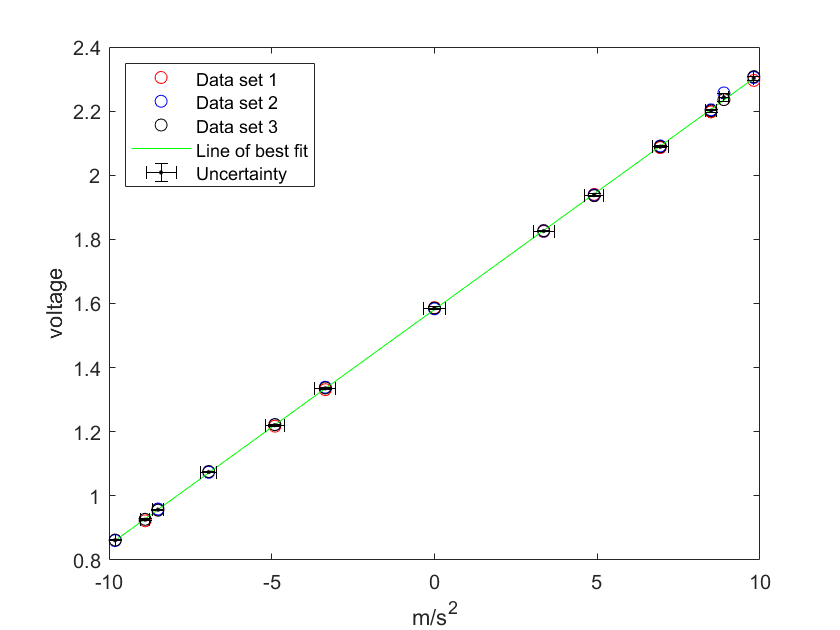 2.4
2.2
2
1.8
1.6
1.4
1.2
1
0.8
voltage
Data set 1
Data set 2
Data set 3
Line of best fit
Uncertainty
-10 -5 0 5 10
m/s²